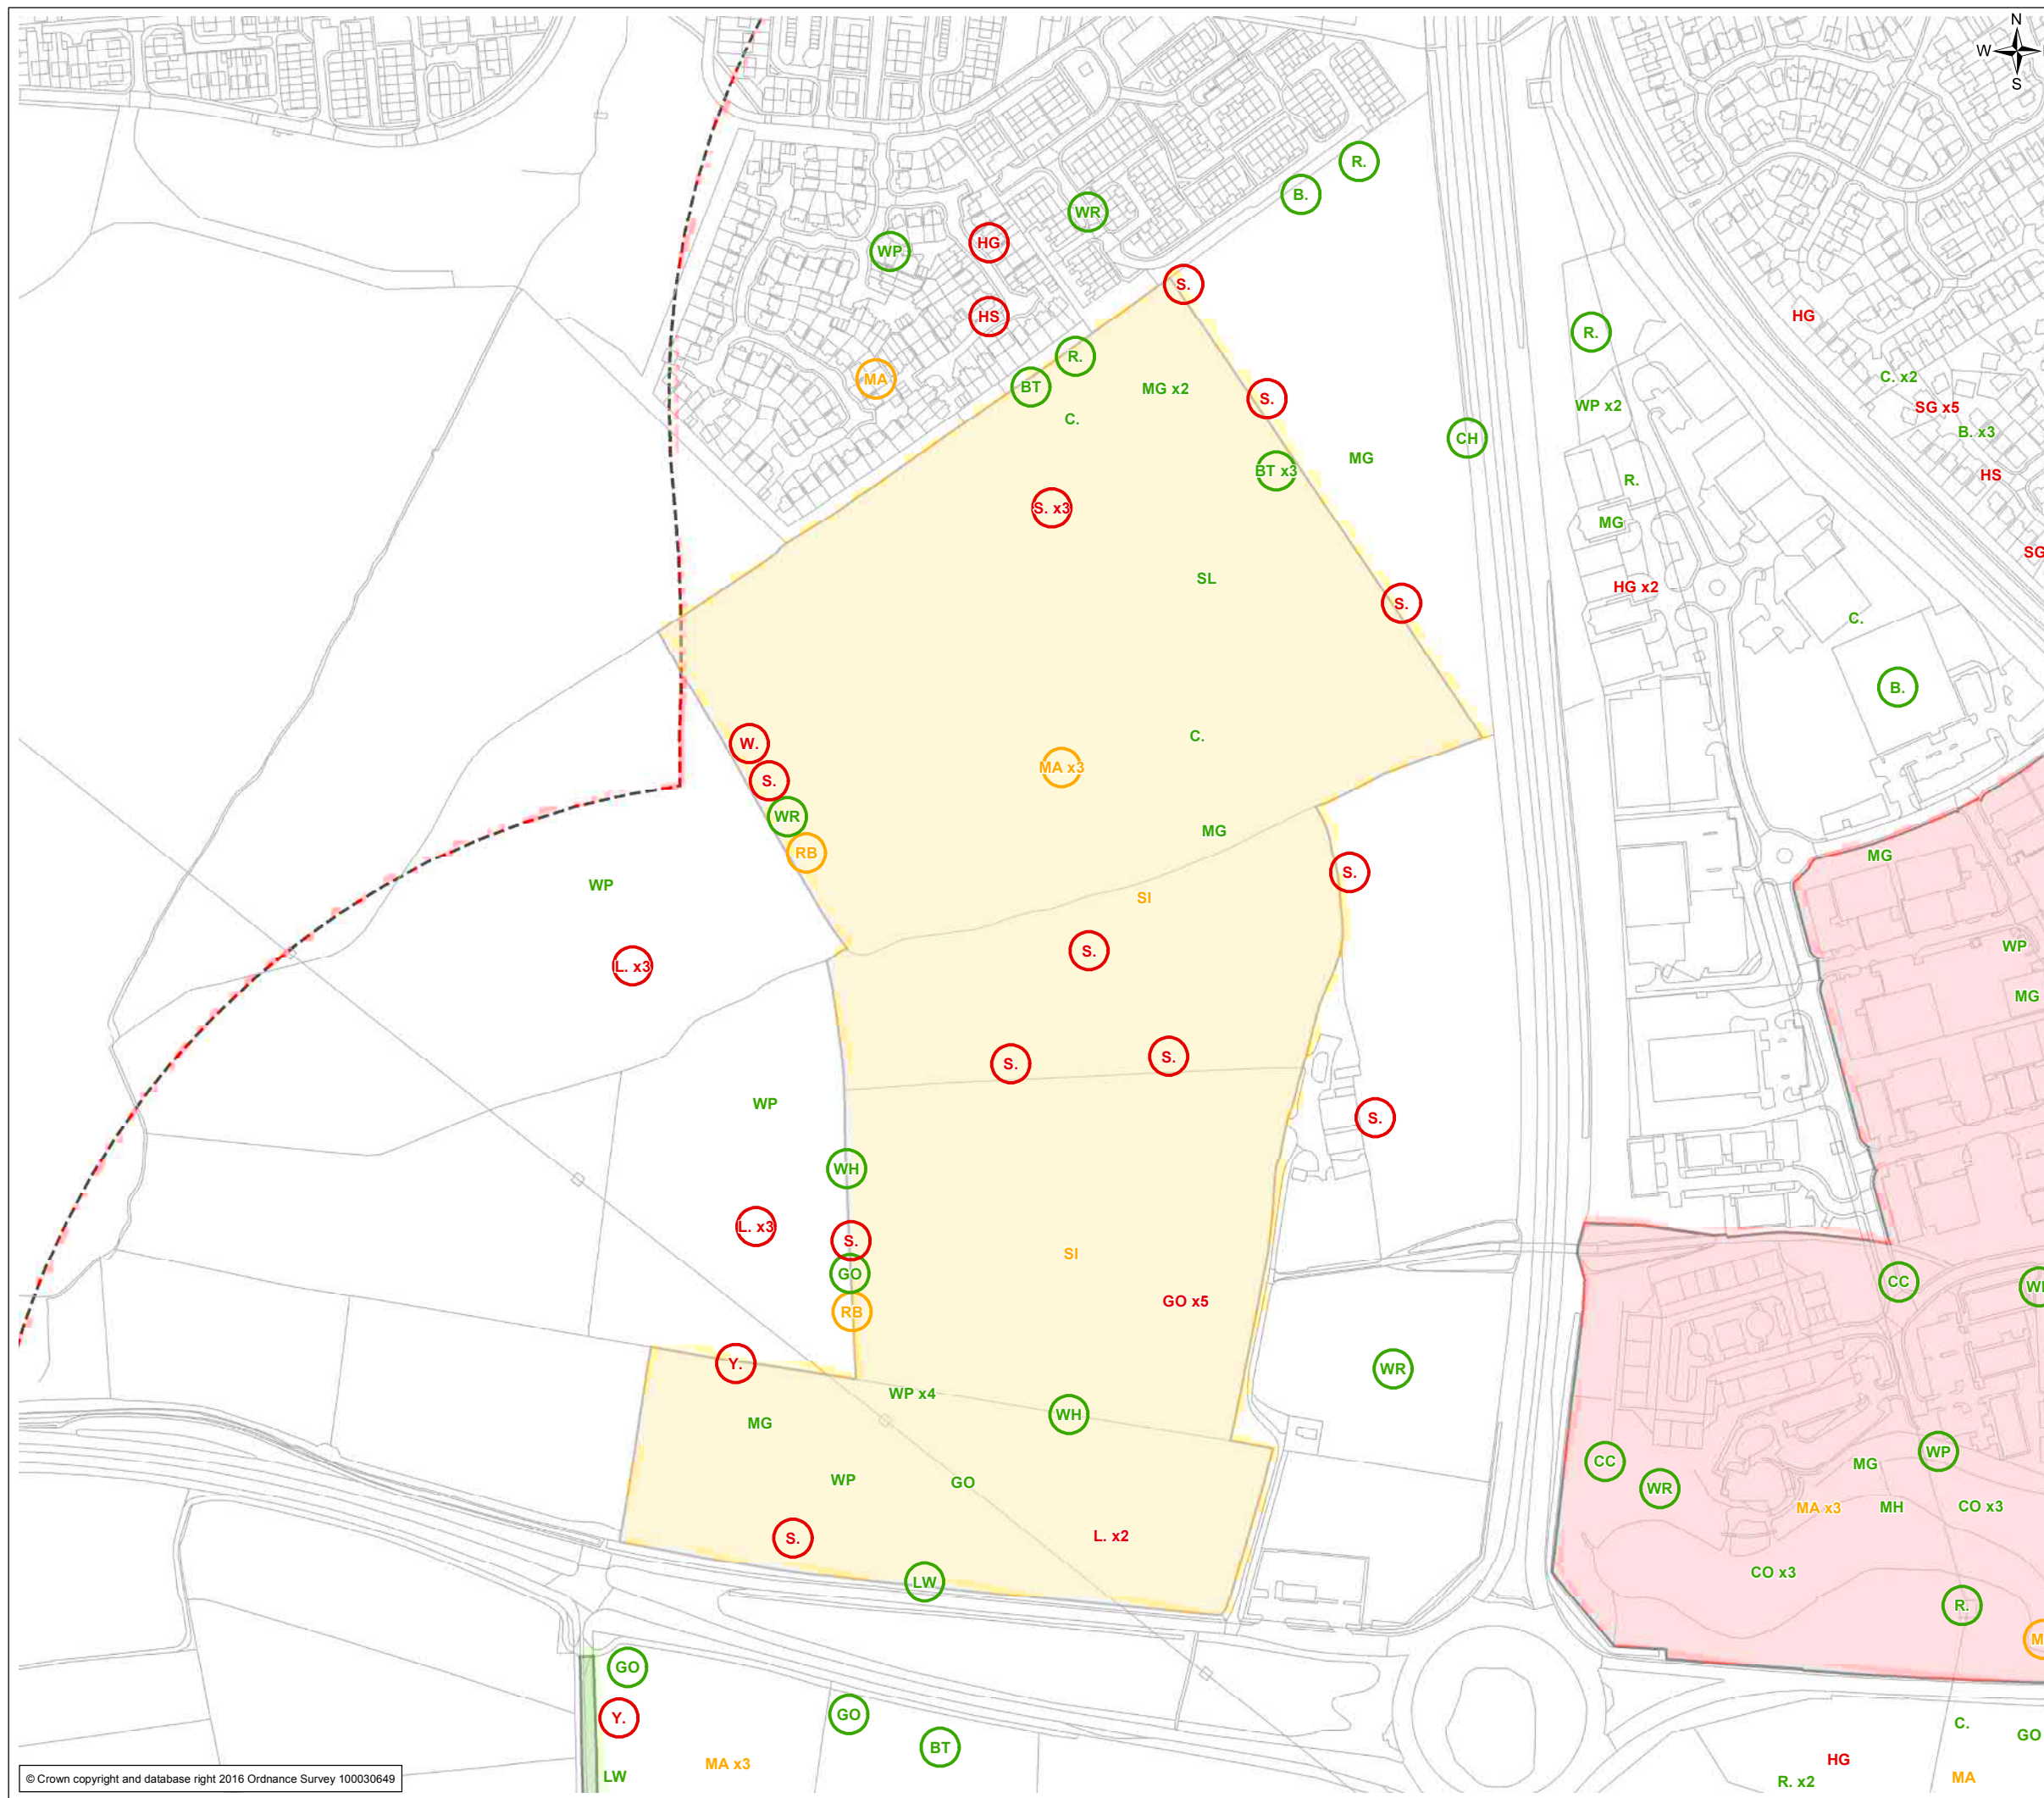 N
W
S
R.
B.
WR
HG
WP
S.
HS
HG
R.
R.
C. x2
MA
BT
MG x2
S.
WP x2
SG x5
C.
B. x3
CH
MG
BT x3
HS
R.
S. x3
MG
SG
SL
HG x2
S.
C.
B.
C.
W.
MA x3
S.
WR
MG
RB
MG
S.
WP
SI
WP
S.
L. x3
MG
S.
S.
WP
S.
WH
L. x3
S.
SI
GO
CC
GO x5
RB
Y.
WR
WP x4
WH
MG
WP
CC
MG
WP
GO
WR
MA x3
MH
CO x3
S.
L. x2
CO x3
LW
R.
GO
Y.
GO
C.
GO
BT
HG
MA x3
LW
R. x2
MA
© Crown copyright and database right 2016 Ordnance Survey 100030649